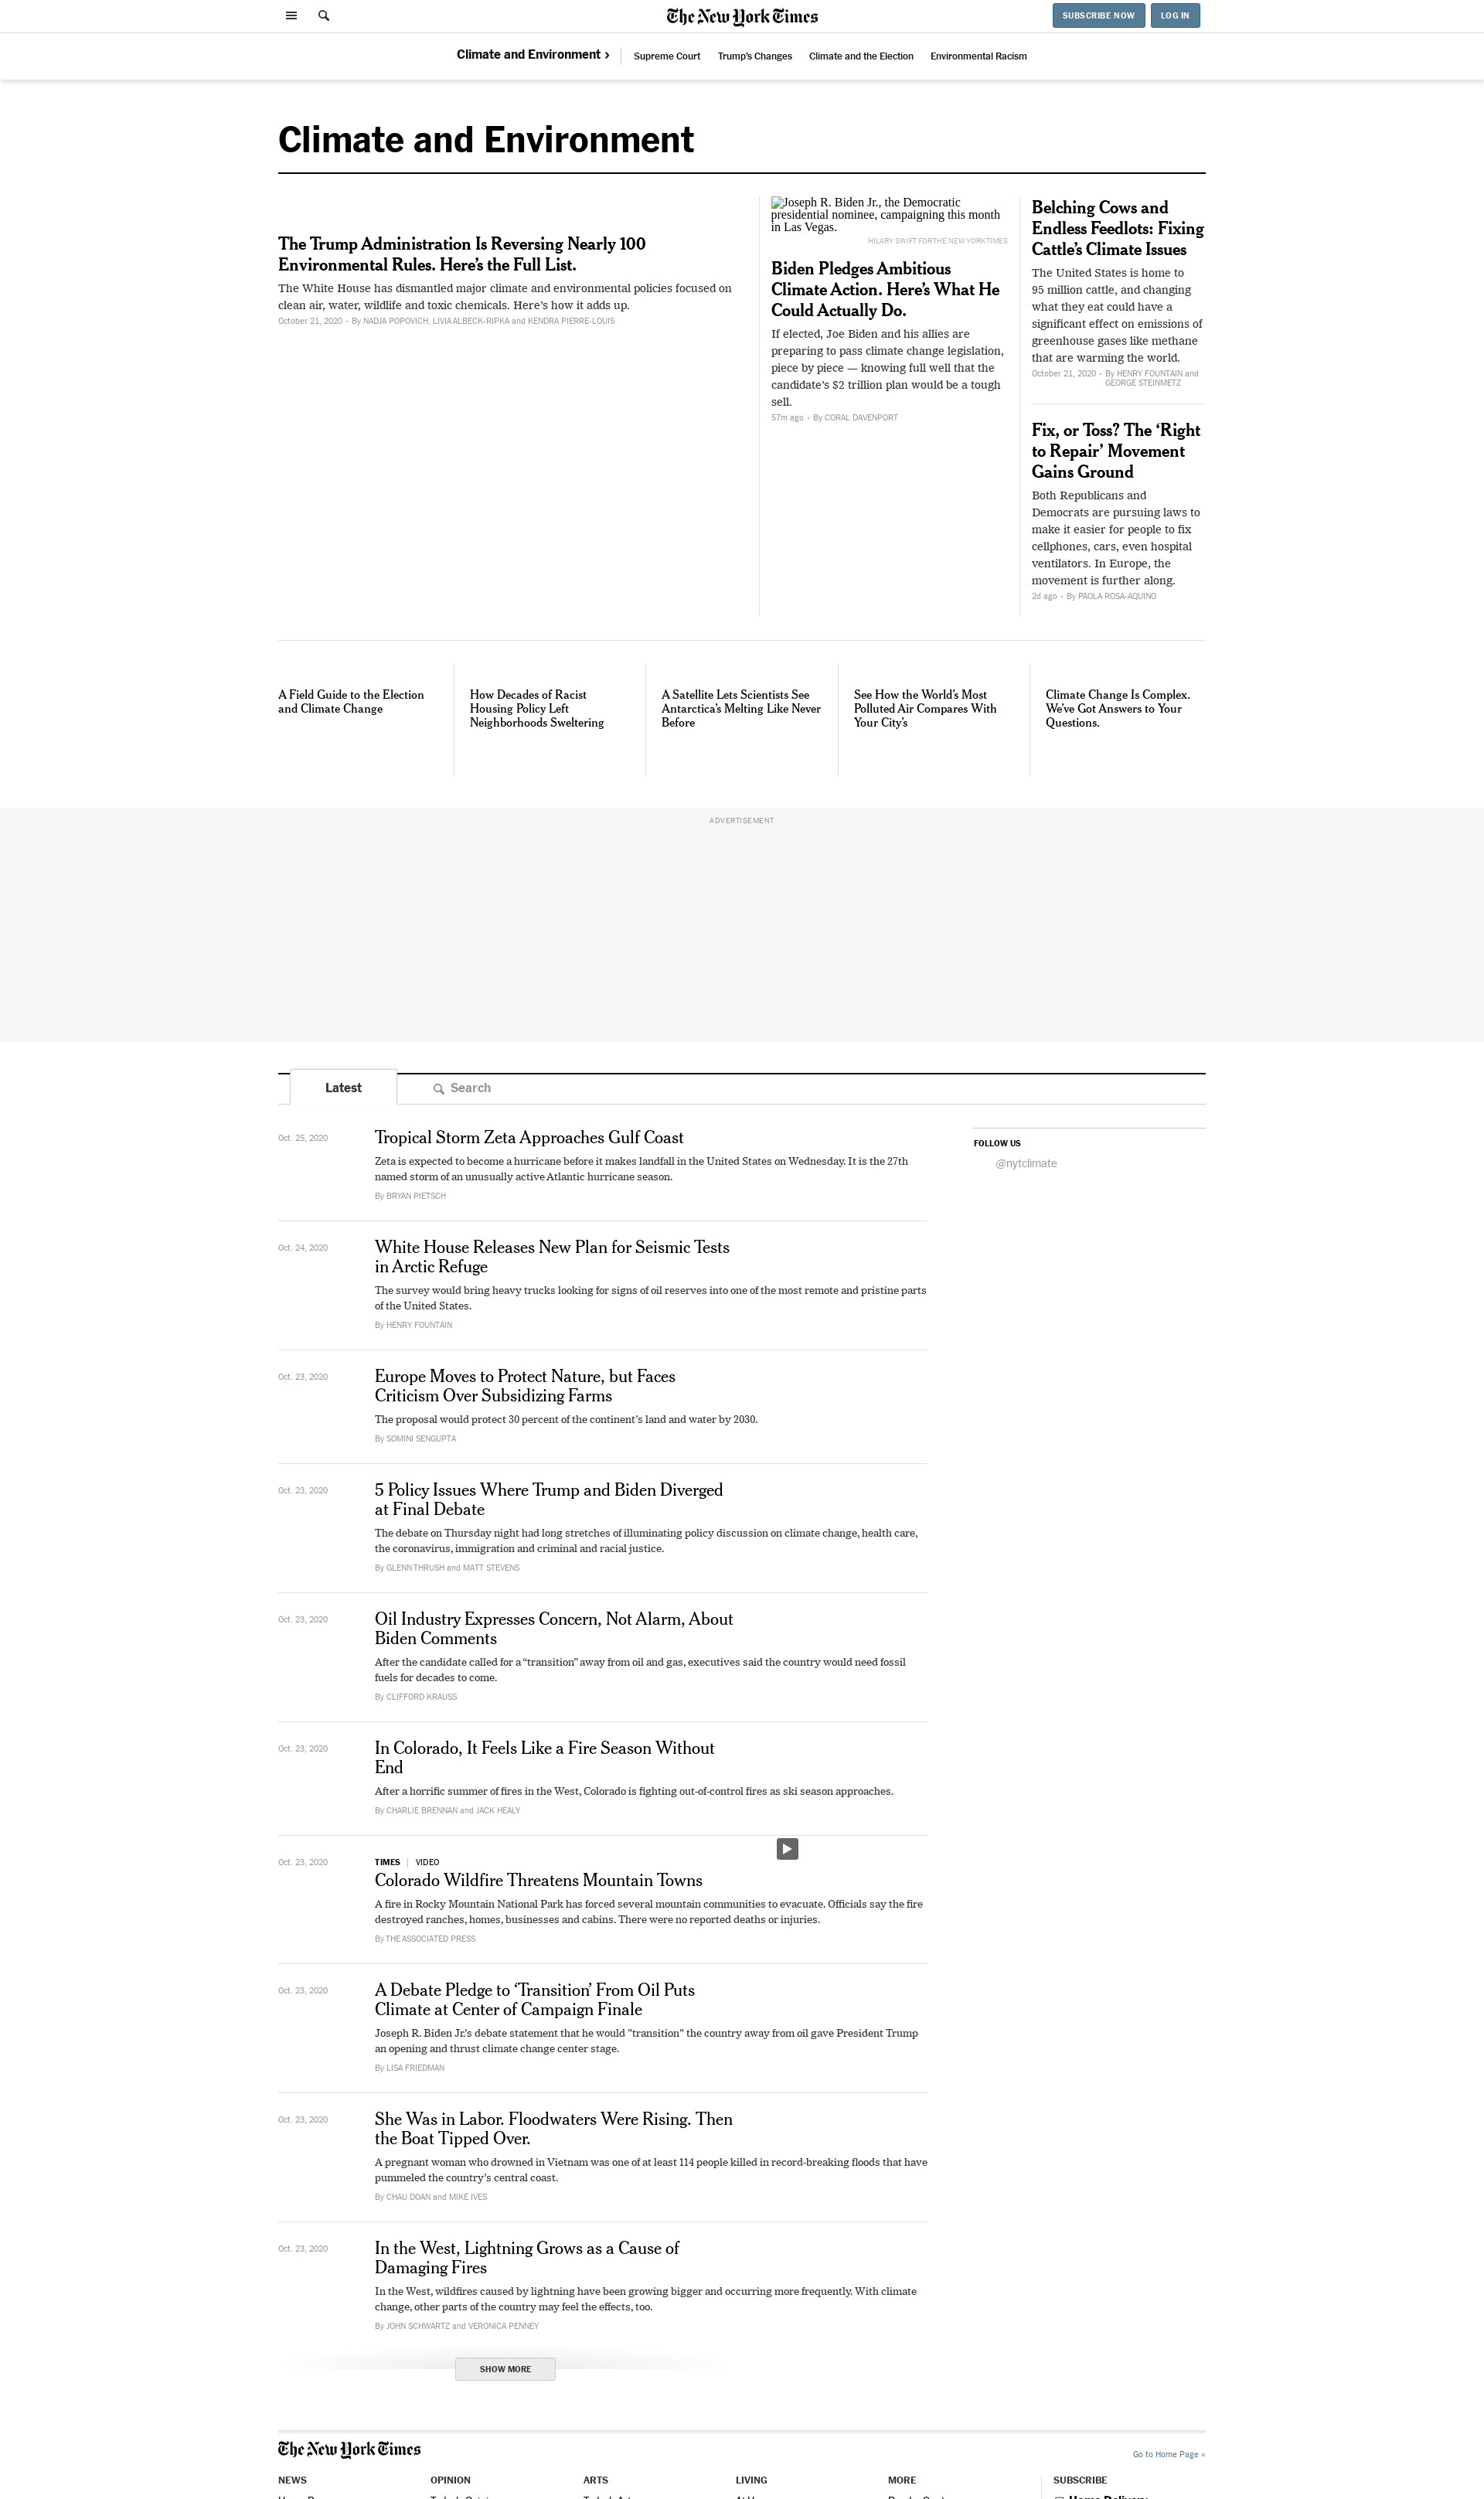 The New York Times
SUBSCRIBE NOW
LOG IN
Climate and Environment ›
Supreme Court
Trump's Changes
Climate and the Election
Environmental Racism
Climate and Environment
The Trump Administration Is Reversing Nearly 100
Environmental Rules. Here's the Full List.
The White House has dismantled major climate and environmental policies focused on
clean air, water, wildlife and toxic chemicals. Here's how it adds up.
October 21, 2020 • By NADJA POPOVICH, LIVIA ALBECK-RIPKA and KENDRA PIERRE-LOUIS
Joseph R. Biden Jr., the Democratic
presidential nominee, campaigning this month
in Las Vegas.
HILARY SWIFT FOR THE NEW YORK TIMES
Biden Pledges Ambitious
Climate Action. Here's What He
Could Actually Do.
If elected, Joe Biden and his allies are
preparing to pass climate change legislation,
piece by piece — knowing full well that the
candidate's $2 trillion plan would be a tough
sell.
57m ago • By CORAL DAVENPORT
Belching Cows and
Endless Feedlots: Fixing
Cattle's Climate Issues
The United States is home to
95 million cattle, and changing
what they eat could have a
significant effect on emissions of
greenhouse gases like methane
that are warming the world.
October 21, 2020 • By HENRY FOUNTAIN and
GEORGE STEINMETZ
Fix, or Toss? The ‘Right
to Repair’ Movement
Gains Ground
Both Republicans and
Democrats are pursuing laws to
make it easier for people to fix
cellphones, cars, even hospital
ventilators. In Europe, the
movement is further along.
2d ago • By PAOLA ROSA-AQUINO
A Field Guide to the Election
and Climate Change
How Decades of Racist
Housing Policy Left
Neighborhoods Sweltering
A Satellite Lets Scientists See
Antarctica's Melting Like Never
Before
See How the World's Most
Polluted Air Compares With
Your City's
Climate Change Is Complex.
We've Got Answers to Your
Questions.
ADVERTISEMENT
Latest
Search
Oct. 25, 2020
Tropical Storm Zeta Approaches Gulf Coast
Zeta is expected to become a hurricane before it makes landfall in the United States on Wednesday. It is the 27th
named storm of an unusually active Atlantic hurricane season.
By BRYAN PIETSCH
FOLLOW US
@nytclimate
Oct. 24, 2020
White House Releases New Plan for Seismic Tests
in Arctic Refuge
The survey would bring heavy trucks looking for signs of oil reserves into one of the most remote and pristine parts
of the United States.
By HENRY FOUNTAIN
Oct. 23, 2020
Europe Moves to Protect Nature, but Faces
Criticism Over Subsidizing Farms
The proposal would protect 30 percent of the continent's land and water by 2030.
By SOMINI SENGUPTA
Oct. 23, 2020
5 Policy Issues Where Trump and Biden Diverged
at Final Debate
The debate on Thursday night had long stretches of illuminating policy discussion on climate change, health care,
the coronavirus, immigration and criminal and racial justice.
By GLENN THRUSH and MATT STEVENS
Oct. 23, 2020
Oil Industry Expresses Concern, Not Alarm, About
Biden Comments
After the candidate called for a “transition” away from oil and gas, executives said the country would need fossil
fuels for decades to come.
By CLIFFORD KRAUSS
Oct. 23, 2020
In Colorado, It Feels Like a Fire Season Without
End
After a horrific summer of fires in the West, Colorado is fighting out-of-control fires as ski season approaches.
By CHARLIE BRENNAN and JACK HEALY
Oct. 23, 2020
TIMES | VIDEO
Colorado Wildfire Threatens Mountain Towns
A fire in Rocky Mountain National Park has forced several mountain communities to evacuate. Officials say the fire
destroyed ranches, homes, businesses and cabins. There were no reported deaths or injuries.
By THE ASSOCIATED PRESS
Oct. 23, 2020
A Debate Pledge to ‘Transition’ From Oil Puts
Climate at Center of Campaign Finale
Joseph R. Biden Jr.'s debate statement that he would "transition" the country away from oil gave President Trump
an opening and thrust climate change center stage.
By LISA FRIEDMAN
Oct. 23, 2020
She Was in Labor. Floodwaters Were Rising. Then
the Boat Tipped Over.
A pregnant woman who drowned in Vietnam was one of at least 114 people killed in record-breaking floods that have
pummeled the country's central coast.
By CHAU DOAN and MIKE IVES
Oct. 23, 2020
In the West, Lightning Grows as a Cause of
Damaging Fires
In the West, wildfires caused by lightning have been growing bigger and occurring more frequently. With climate
change, other parts of the country may feel the effects, too.
By JOHN SCHWARTZ and VERONICA PENNEY
SHOW MORE
The New York Times
Go to Home Page »
NEWS
OPINION
ARTS
LIVING
MORE
SUBSCRIBE